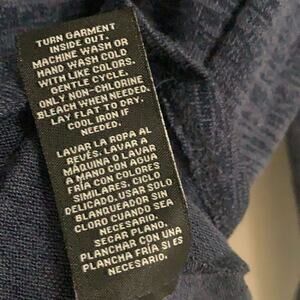 TURN GARMENT
INSIDE OUT.
MACHINE WASH OR
HAND WASH COLD
WITH LIKE COLORS.
GENTLE CYCLE.
ONLY NON-CHLORINE
BLEACH WHEN NEEDED.
LAY FLAT TO DRY.
COOL IRON IF
NEEDED.
LAVAR LA ROPA AL
REVÉS. LAVAR A
MÁQUINA O LAVAR
A MANO CON AGUA
FRÍA CON COLORES
SIMILARES. CICLO
DELICADO. USAR SOLO
BLANQUEADOR SIN
CLORO CUANDO SEA
NECESARIO.
SECAR PLANO.
PLANCHAR CON UNA
PLANCHA FRÍA SI ES
NECESARIO.